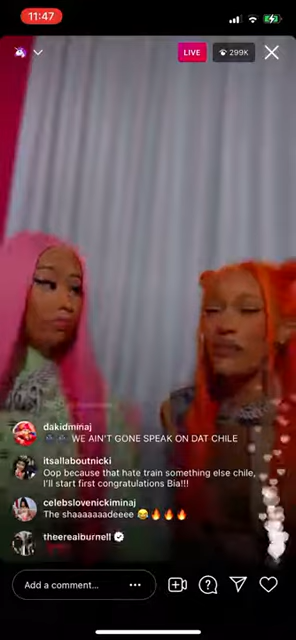 11:47
LIVE
299K
dakidminaj
WE AIN'T GONE SPEAK ON DAT CHILE
itsallaboutnicki
Oop because that hate train something else chile,
I'll start first congratulations Bia!!!
celebslovenickiminaj
The shaaaaaadeeee 😂🔥🔥🔥
theerealburnell
Add a comment...